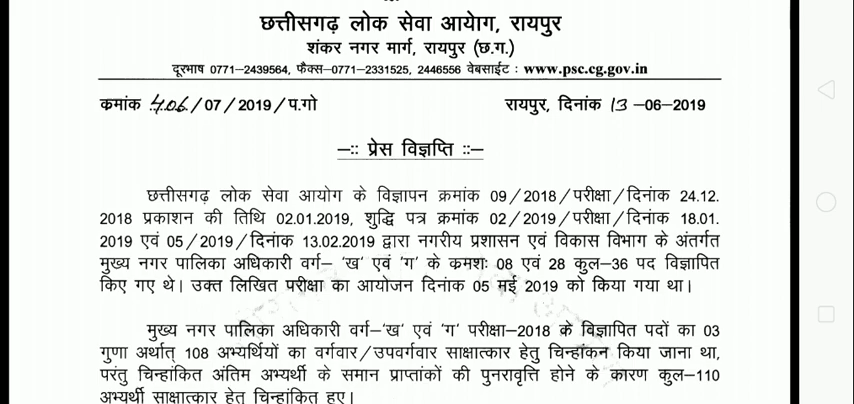 छत्तीसगढ़ लोक सेवा आयोग, रायपुर
शंकर नगर मार्ग, रायपुर (छ.ग.)
दूरभाष 0771–2439564, फैक्स–0771–2331525, 2446556 वेबसाईट : www.psc.cg.gov.in
क्रमांक 406/07/2019/प.गो रायपुर, दिनांक 13–06–2019
–:: प्रेस विज्ञप्ति ::–
छत्तीसगढ़ लोक सेवा आयोग के विज्ञापन क्रमांक 09/2018/परीक्षा/दिनांक 24.12.
2018 प्रकाशन की तिथि 02.01.2019, शुद्धि पत्र क्रमांक 02/2019/परीक्षा/दिनांक 18.01.
2019 एवं 05/2019/दिनांक 13.02.2019 द्वारा नगरीय प्रशासन एवं विकास विभाग के अंतर्गत
मुख्य नगर पालिका अधिकारी वर्ग– ‘ख’ एवं ‘ग’ के कमशः 08 एवं 28 कुल–36 पद विज्ञापित
किए गए थे। उक्त लिखित परीक्षा का आयोजन दिनांक 05 मई 2019 को किया गया था।
मुख्य नगर पालिका अधिकारी वर्ग–‘ख’ एवं ‘ग’ परीक्षा–2018 के विज्ञापित पदों का 03
गुणा अर्थात् 108 अभ्यर्थियों का वर्गवार/उपवर्गवार साक्षात्कार हेतु चिन्हांकन किया जाना था,
परंतु चिन्हांकित अंतिम अभ्यर्थी के समान प्राप्तांकों की पुनरावृत्ति होने के कारण कुल–110
अभ्यर्थी साक्षात्कार हेतु चिन्हांकित हुए।